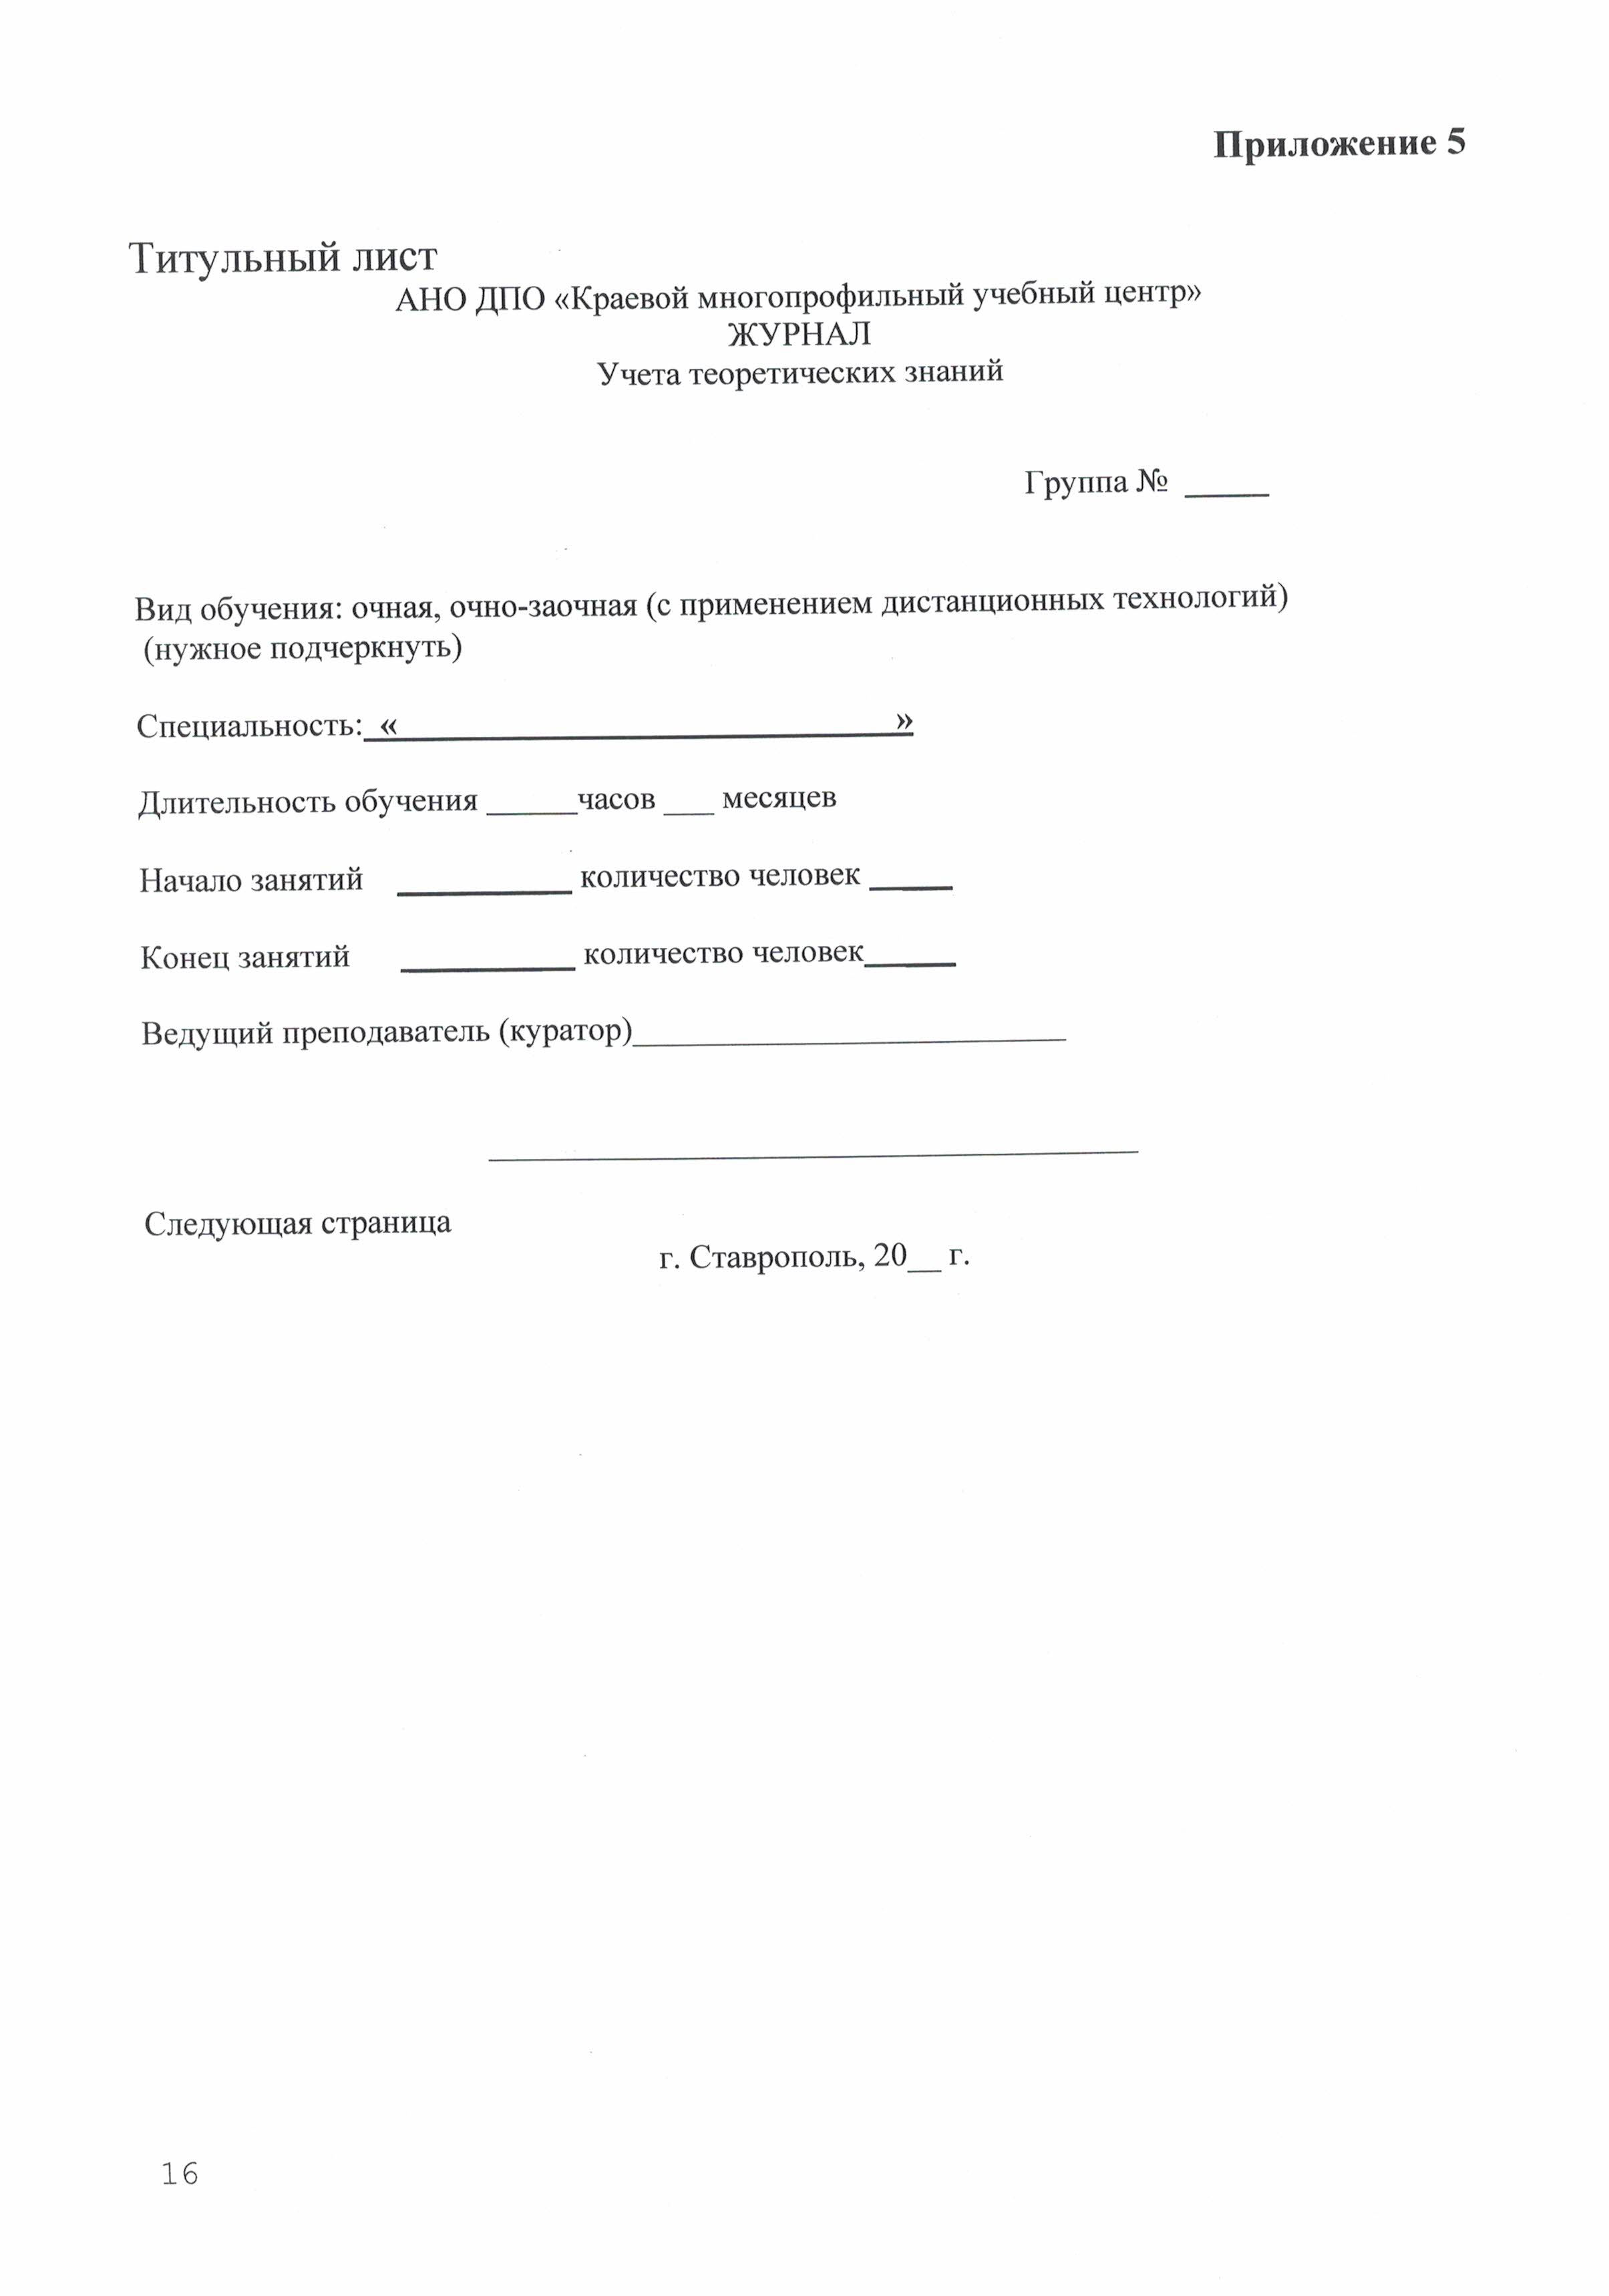 Приложение 5
Титульный лист
АНО ДПО «Краевой многопрофильный учебный центр»
ЖУРНАЛ
Учета теоретических знаний
Группа № _____
Вид обучения: очная, очно-заочная (с применением дистанционных технологий)
(нужное подчеркнуть)
Специальность: «______________________________»
Длительность обучения _____часов ___ месяцев
Начало занятий __________ количество человек _____
Конец занятий __________ количество человек_____
Ведущий преподаватель (куратор)__________________________
Следующая страница
г. Ставрополь, 20__ г.
16